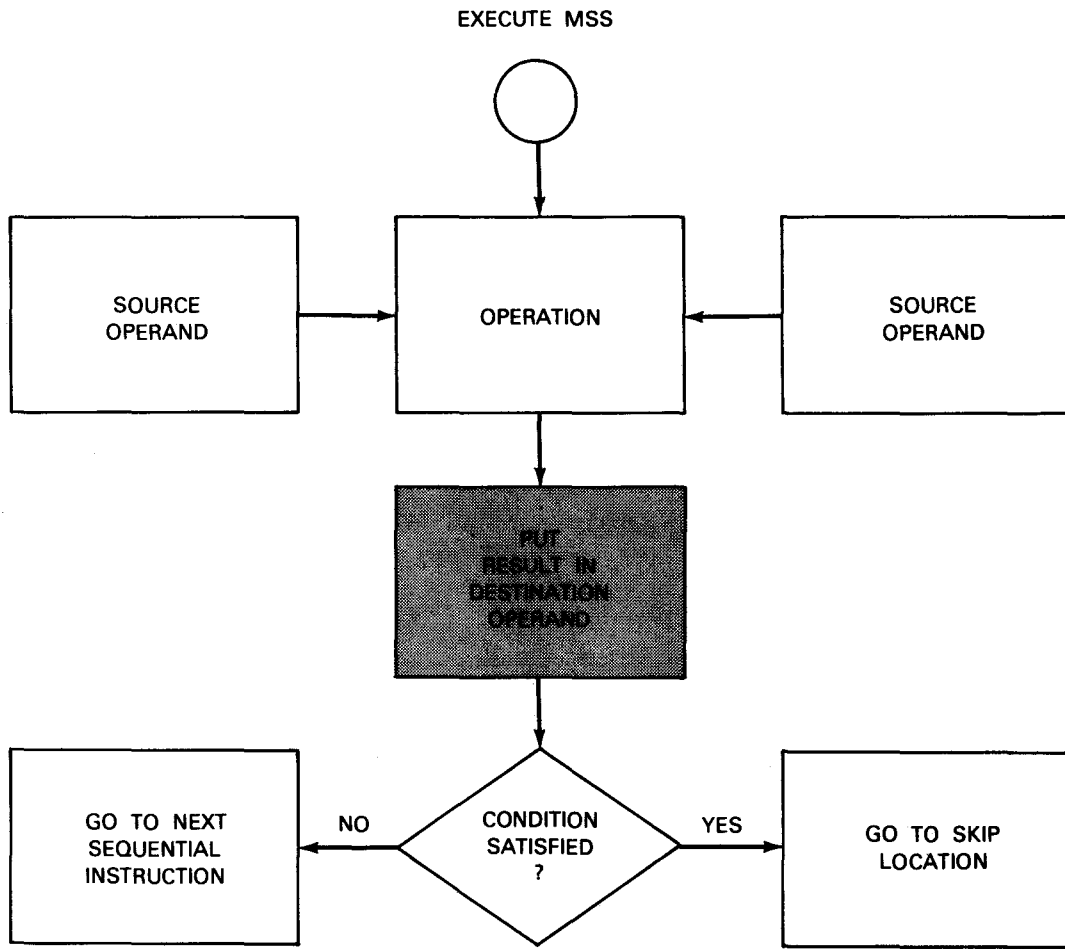 EXECUTE MSS
SOURCE
OPERAND
OPERATION
SOURCE
OPERAND
PUT
RESULT IN
DESTINATION
OPERAND
GO TO NEXT
SEQUENTIAL
INSTRUCTION
NO
CONDITION
SATISFIED
?
YES
GO TO SKIP
LOCATION